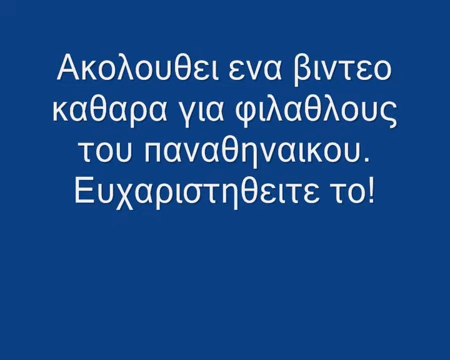 Ακολουθει ενα βιντεο
καθαρα για φιλαθλους
του παναθηναικου.
Ευχαριστηθειτε το!